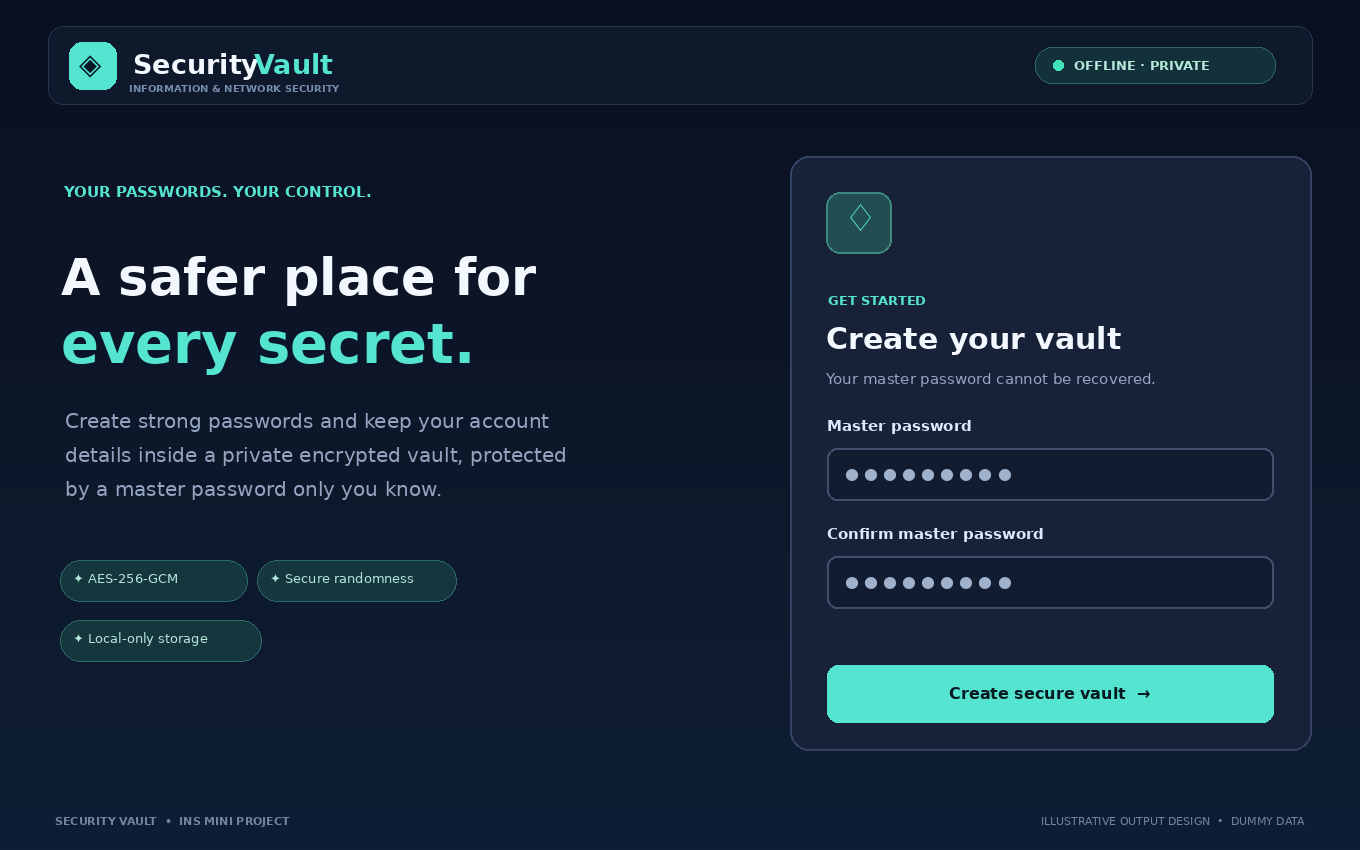 SecurityVault
INFORMATION & NETWORK SECURITY
OFFLINE · PRIVATE
YOUR PASSWORDS. YOUR CONTROL.
A safer place for
every secret.
Create strong passwords and keep your account
details inside a private encrypted vault, protected
by a master password only you know.
✦ AES-256-GCM
✦ Secure randomness
✦ Local-only storage
GET STARTED
Create your vault
Your master password cannot be recovered.
Master password
●●●●●●●●●
Confirm master password
●●●●●●●●●
Create secure vault →
SECURITY VAULT • INS MINI PROJECT
ILLUSTRATIVE OUTPUT DESIGN • DUMMY DATA